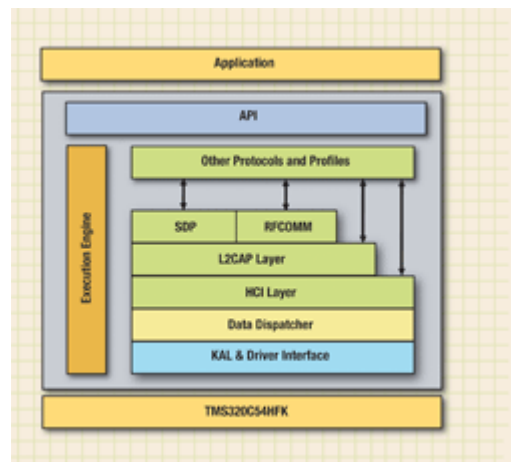 Application
API
Other Protocols and Profiles
Execution Engine
SDP
RFCOMM
L2CAP Layer
HCI Layer
Data Dispatcher
KAL & Driver Interface
TMS320C54HFK